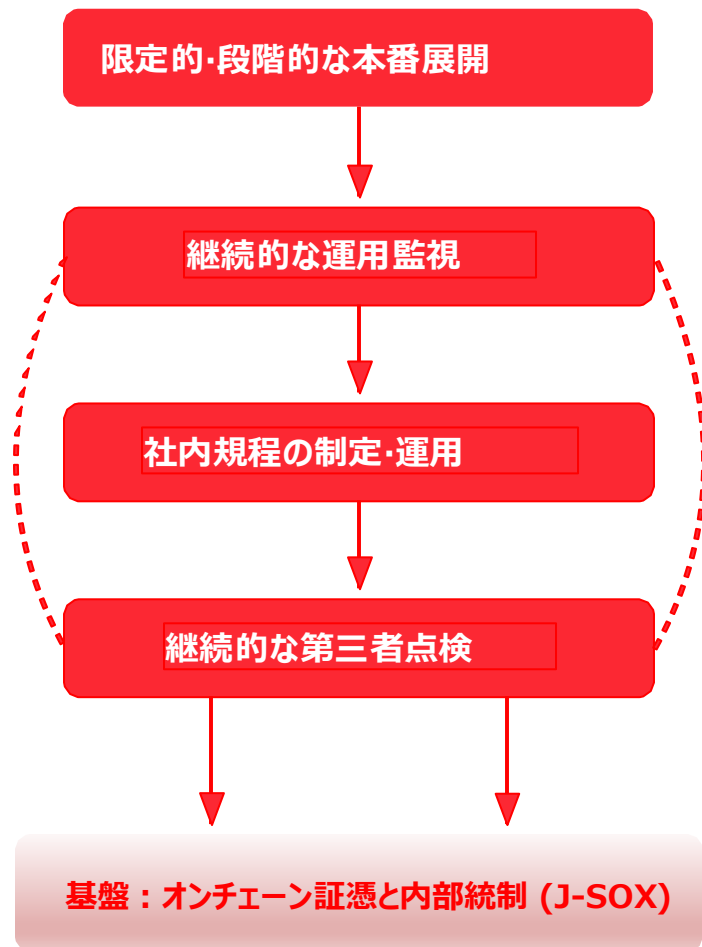 限定的･段階的な本番展開
継続的な運用監視
社内規程の制定･運用
継続的な第三者点検
基盤：オンチェーン証憑と内部統制 (J-SOX)